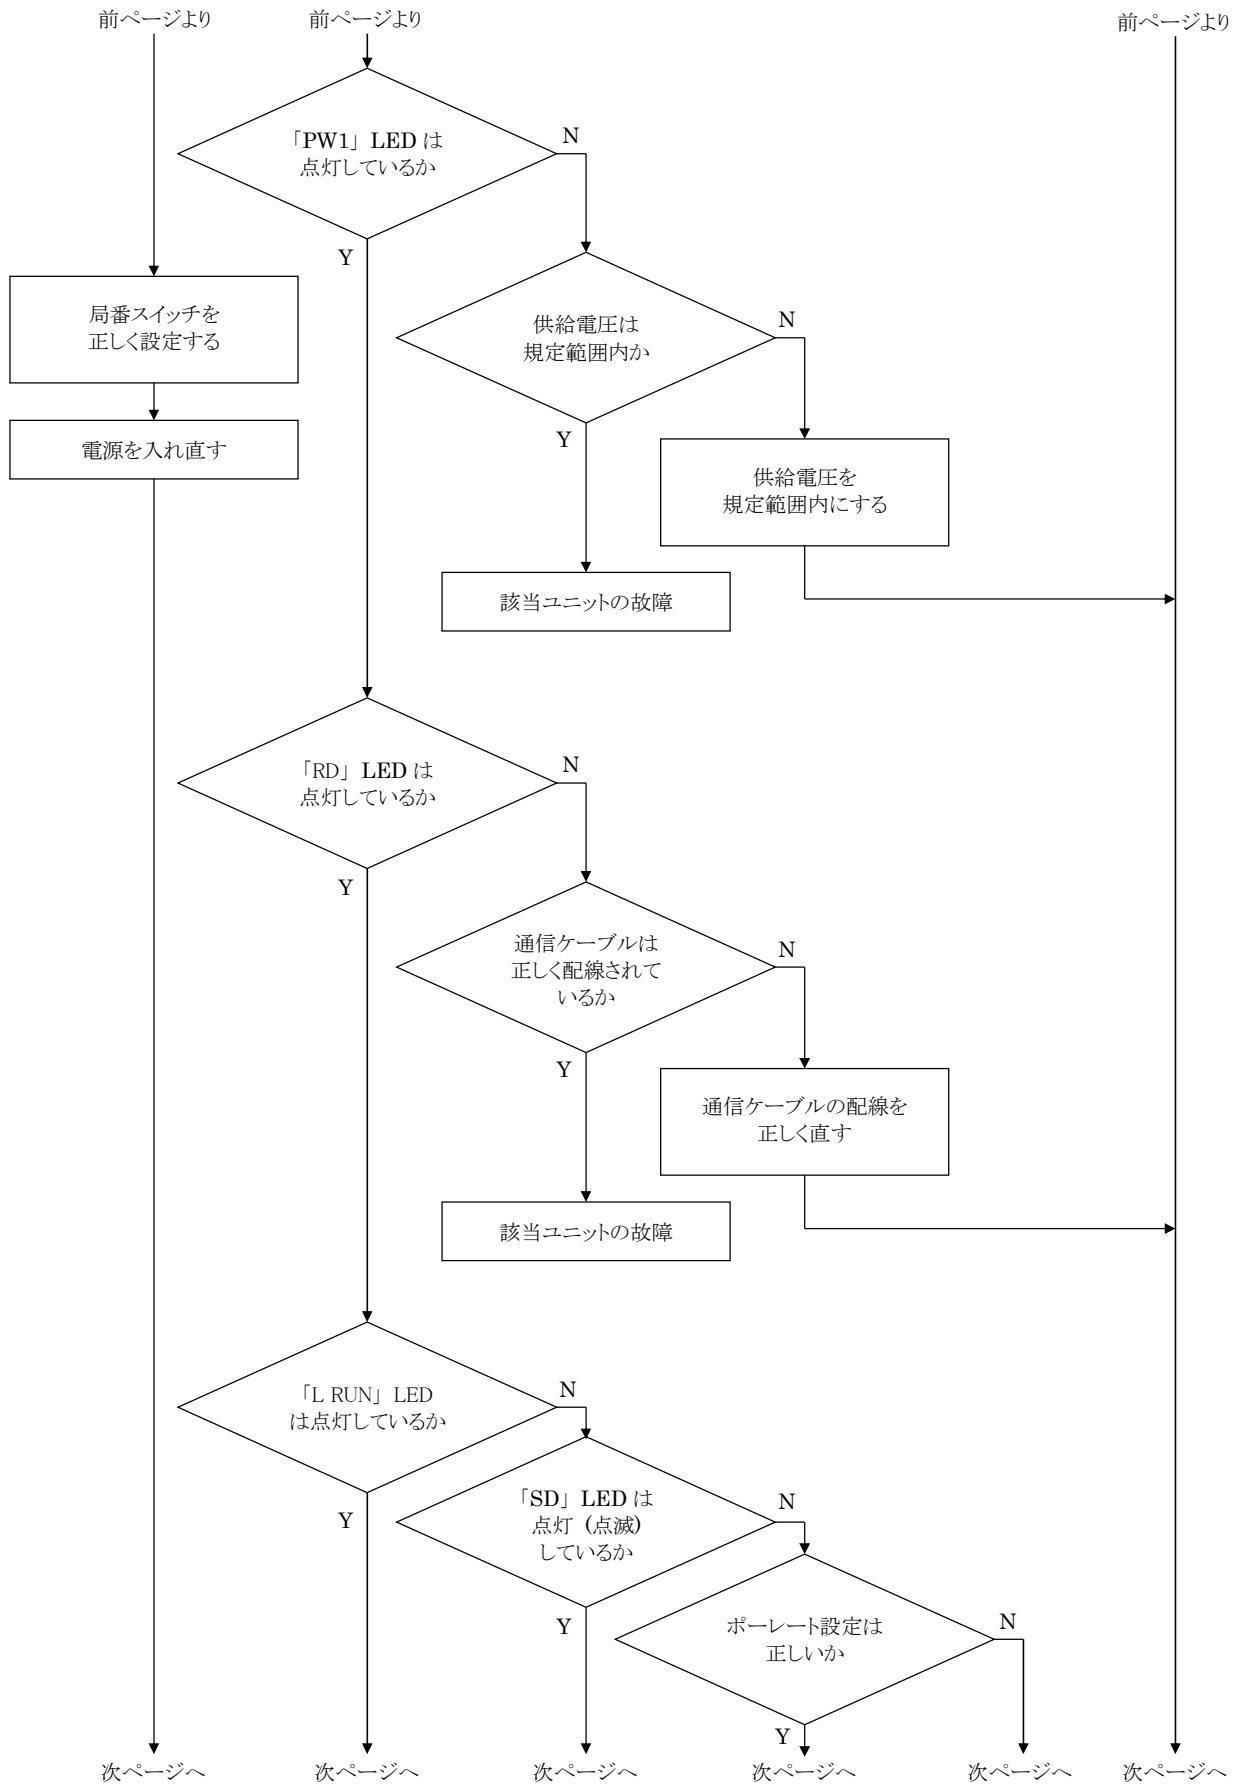 前ページより
前ページより
前ページより
「PW1」LED は
点灯しているか
N
Y
局番スイッチを
正しく設定する
電源を入れ直す
供給電圧は
規定範囲内か
N
Y
供給電圧を
規定範囲内にする
該当ユニットの故障
「RD」LED は
点灯しているか
N
Y
通信ケーブルは
正しく配線されて
いるか
N
Y
通信ケーブルの配線を
正しく直す
該当ユニットの故障
「L RUN」LED
は点灯しているか
N
Y
「SD」LED は
点灯 (点滅)
しているか
N
Y
ボーレート設定は
正しいか
N
Y
次ページへ
次ページへ
次ページへ
次ページへ
次ページへ
次ページへ